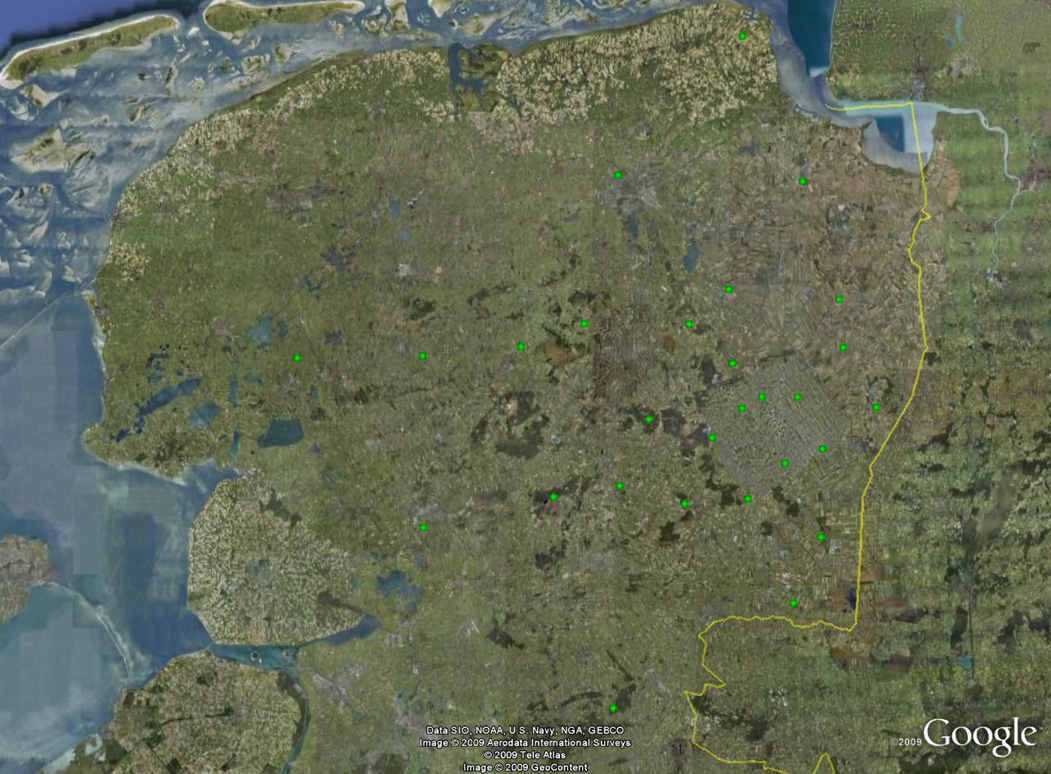 Data SIO, NOAA, U.S. Navy, NGA, GEBCO
Image © 2009 Aerodata International Surveys
© 2009 Tele Atlas
Image © 2009 GeoContent
©2009 Google